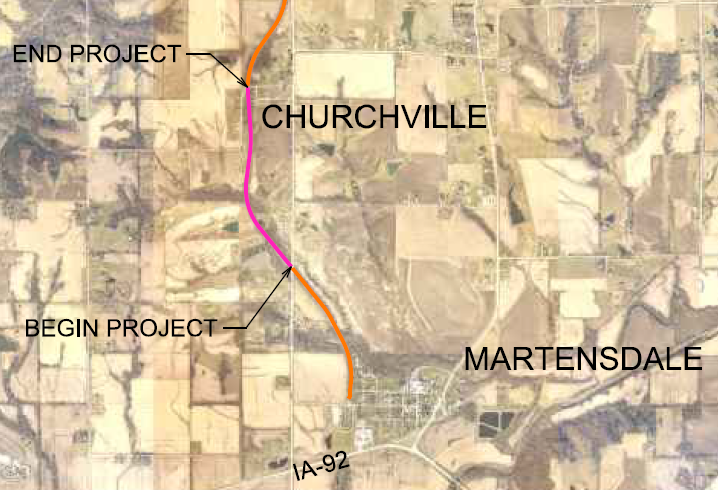 END PROJECT
CHURCHVILLE
BEGIN PROJECT
MARTENSDALE
IA-92